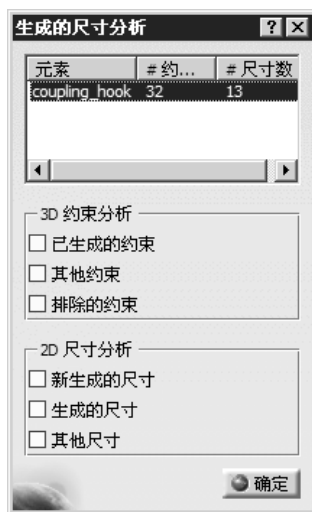 生成的尺寸分析
元素 # 约... # 尺寸数
coupling_hook 32 13
3D 约束分析
已生成的约束
其他约束
排除的约束
2D 尺寸分析
新生成的尺寸
生成的尺寸
其他尺寸
确定